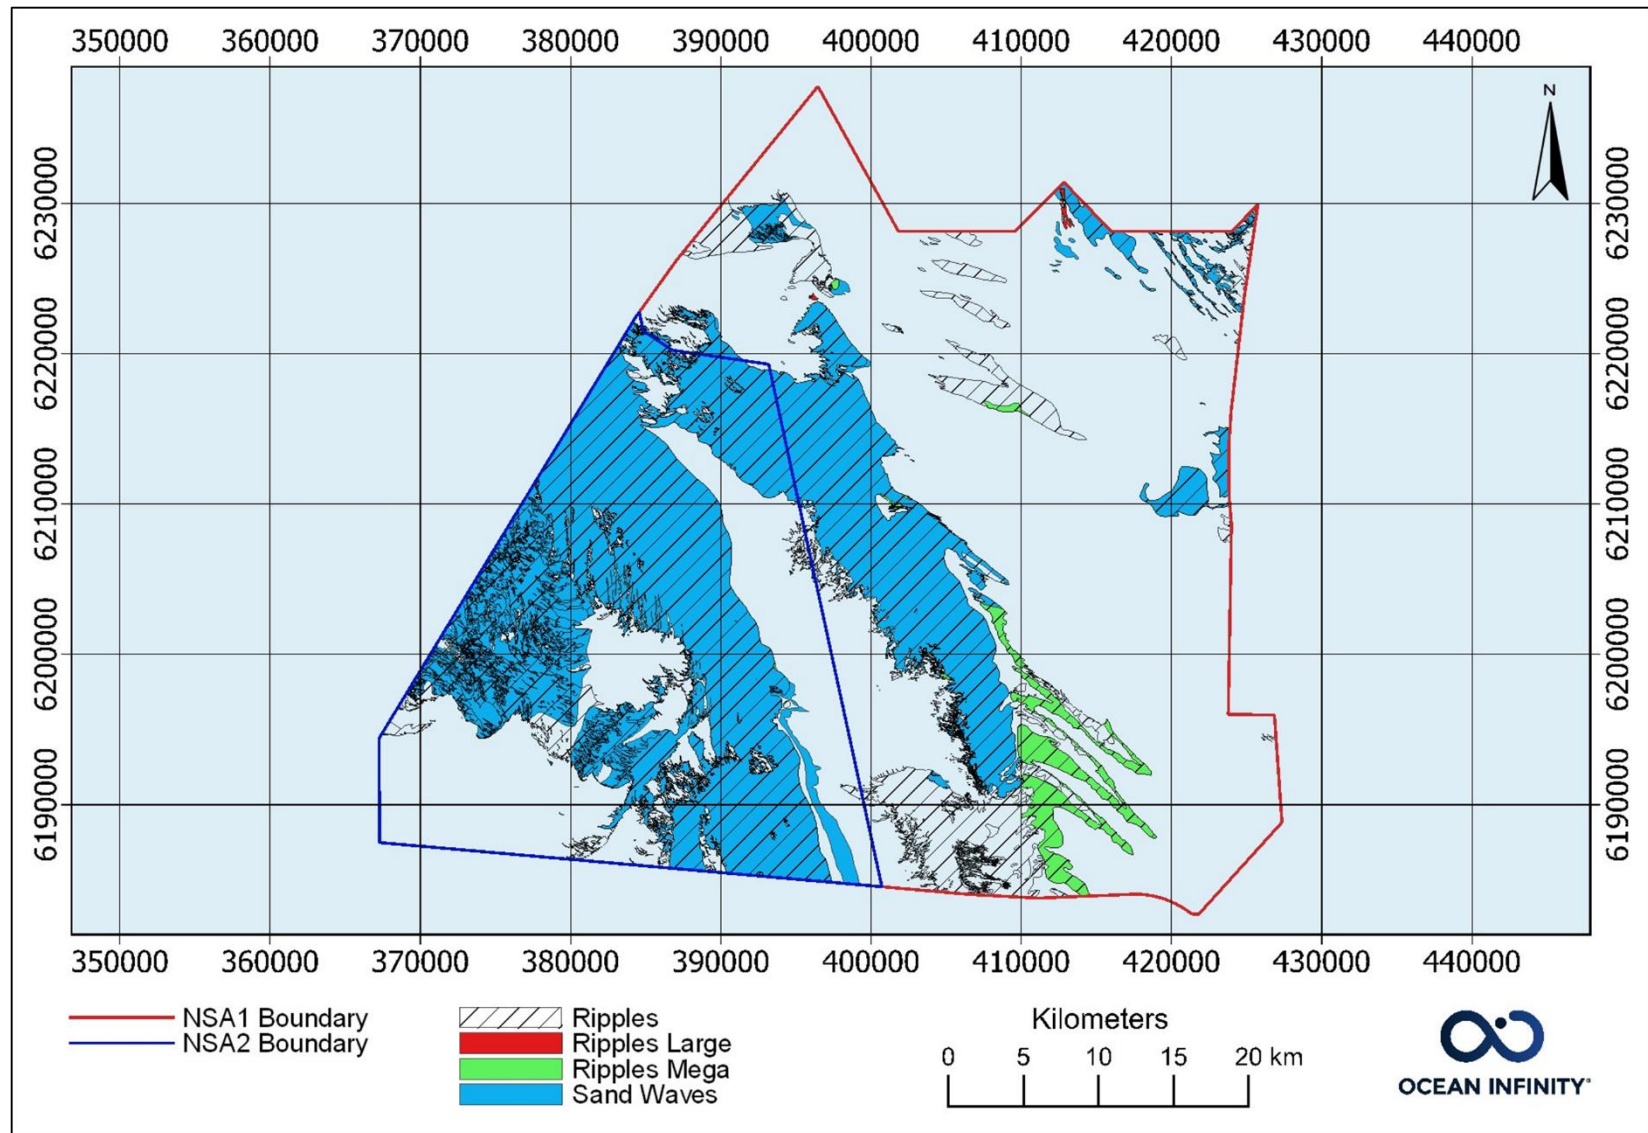 350000 360000 370000 380000 390000 400000 410000 420000 430000 440000
N
6230000 6230000
6220000 6220000
6210000 6210000
6200000 6200000
6190000 6190000
350000 360000 370000 380000 390000 400000 410000 420000 430000 440000
NSA1 Boundary
NSA2 Boundary
Ripples
Ripples Large
Ripples Mega
Sand Waves
Kilometers
0 5 10 15 20 km
OCEAN INFINITY®